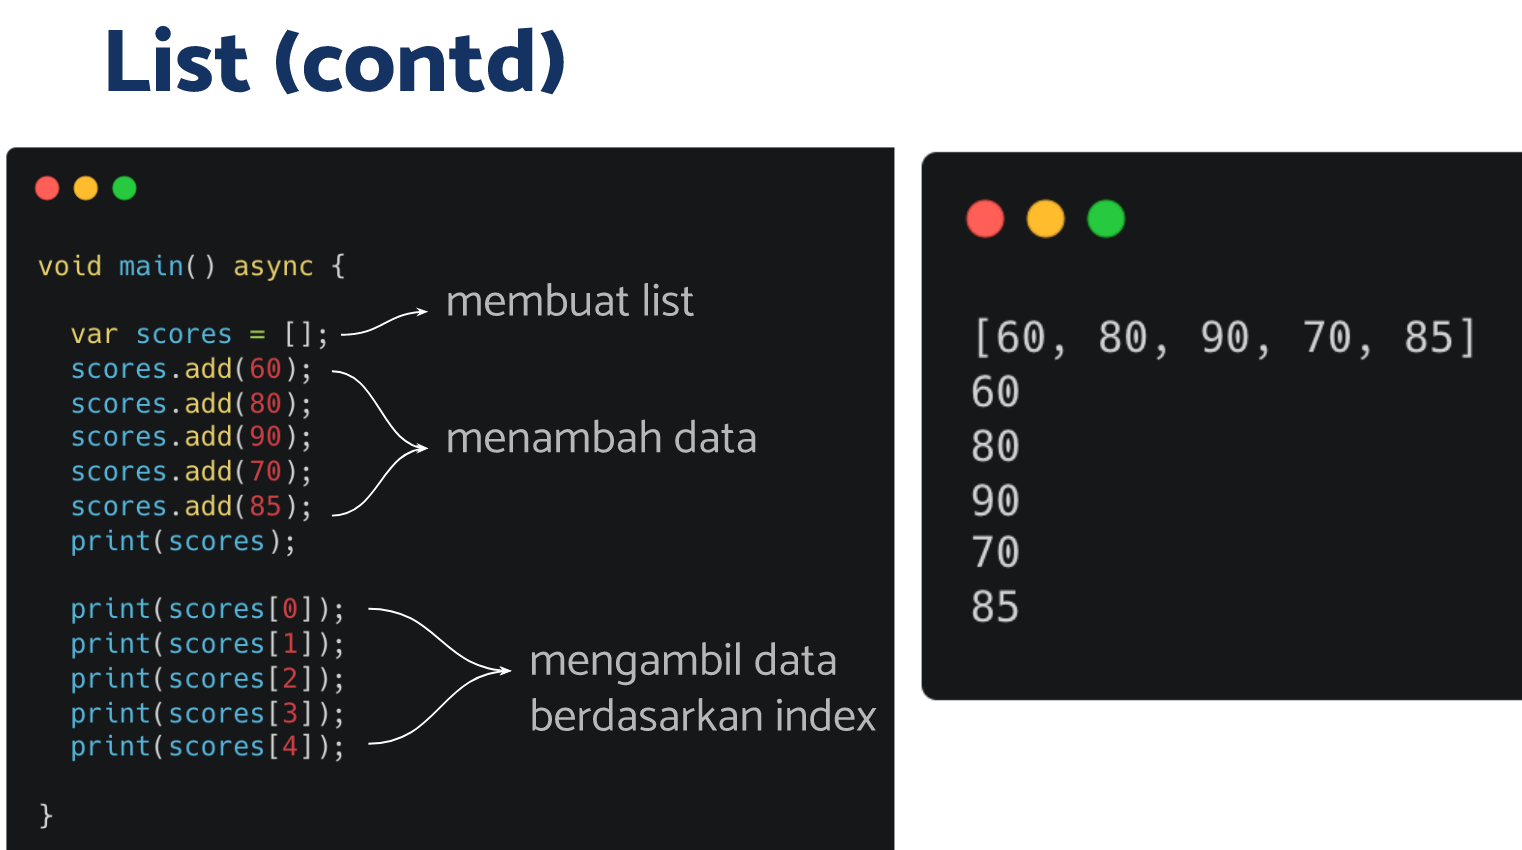 List (contd)
void main() async {
var scores = [];
membuat list
scores.add(60);
scores.add(80);
scores.add(90);
scores.add(70);
scores.add(85);
menambah data
print(scores);
print(scores[0]);
print(scores[1]);
print(scores[2]);
print(scores[3]);
print(scores[4]);
mengambil data
berdasarkan index
}
[60, 80, 90, 70, 85]
60
80
90
70
85